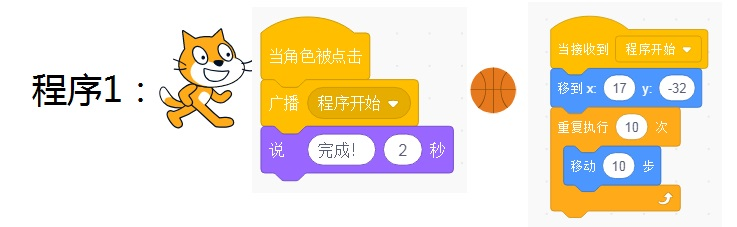 程序1：
当角色被点击
广播 程序开始
说 完成! 2 秒
当接收到 程序开始
移到 x: 17 y: -32
重复执行 10 次
移动 10 步